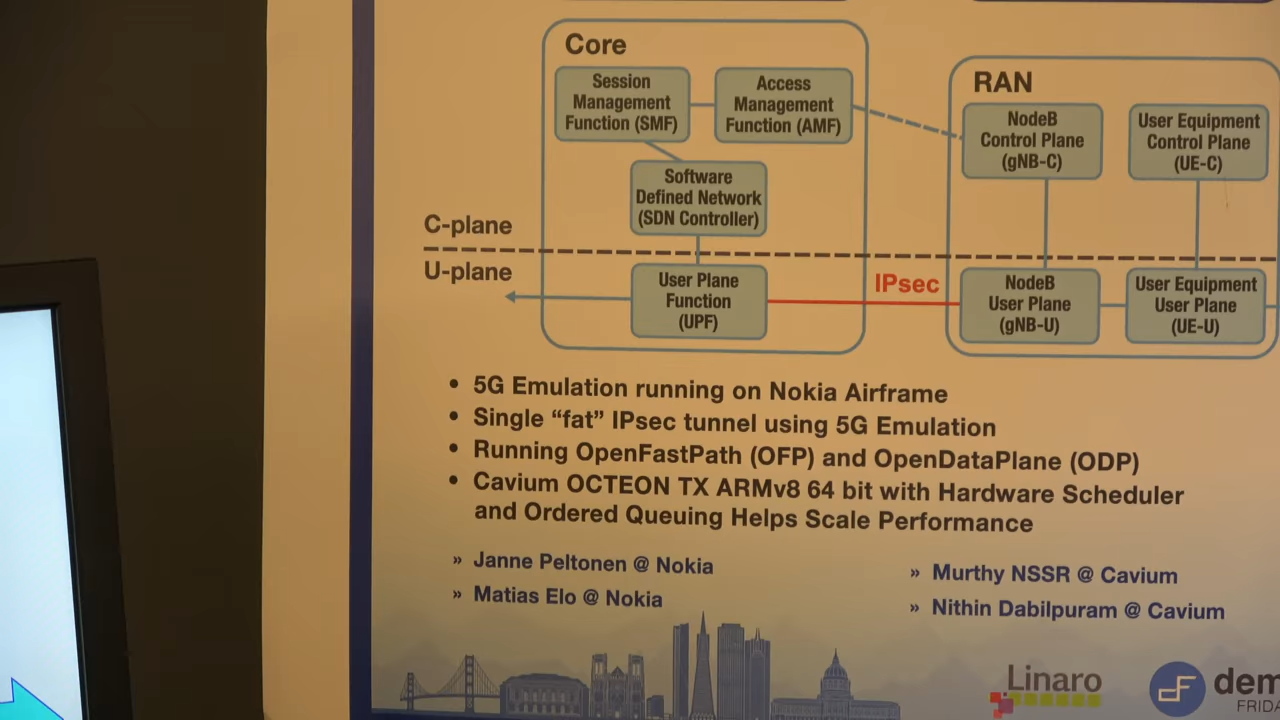 Core
Session
Management
Function (SMF)
Access
Management
Function (AMF)
Software
Defined Network
(SDN Controller)
RAN
NodeB
Control Plane
(gNB-C)
User Equipment
Control Plane
(UE-C)
C-plane
U-plane
User Plane
Function
(UPF)
IPsec
NodeB
User Plane
(gNB-U)
User Equipment
User Plane
(UE-U)
• 5G Emulation running on Nokia Airframe
• Single “fat” IPsec tunnel using 5G Emulation
• Running OpenFastPath (OFP) and OpenDataPlane (ODP)
• Cavium OCTEON TX ARMv8 64 bit with Hardware Scheduler
and Ordered Queuing Helps Scale Performance
» Janne Peltonen @ Nokia
» Matias Elo @ Nokia
» Murthy NSSR @ Cavium
» Nithin Dabilpuram @ Cavium
Linaro
dF
dem
FRIDA